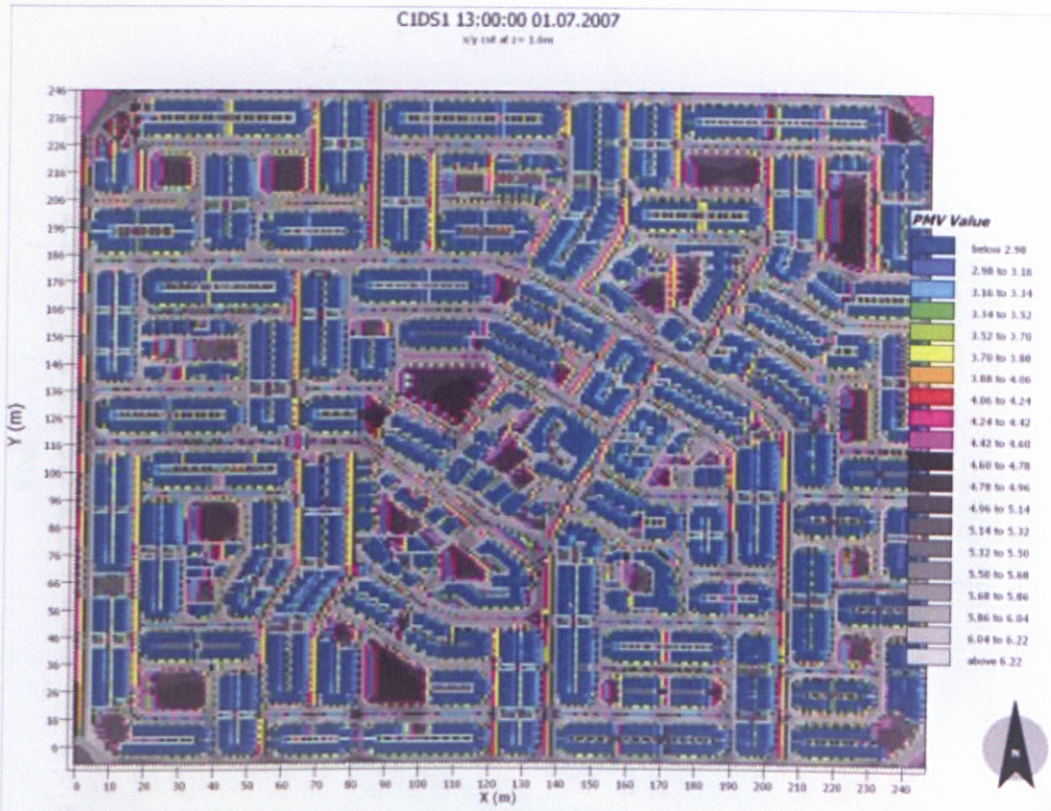 C1DS1 13:00:00 01.07.2007
x/y cut at z= 1.6m
246
236
226
216
206
196
186
176
166
156
146
136
126
116
106
96
86
76
66
56
46
36
26
16
6
Y (m)
0 10 20 30 40 50 60 70 80 90 100 110 120 130 140 150 160 170 180 190 200 210 220 230 240
X (m)
PMV Value
below 2.98
2.98 to 3.16
3.16 to 3.34
3.34 to 3.52
3.52 to 3.70
3.70 to 3.88
3.88 to 4.06
4.06 to 4.24
4.24 to 4.42
4.42 to 4.60
4.60 to 4.78
4.78 to 4.96
4.96 to 5.14
5.14 to 5.32
5.32 to 5.50
5.50 to 5.68
5.68 to 5.86
5.86 to 6.04
6.04 to 6.22
above 6.22
N